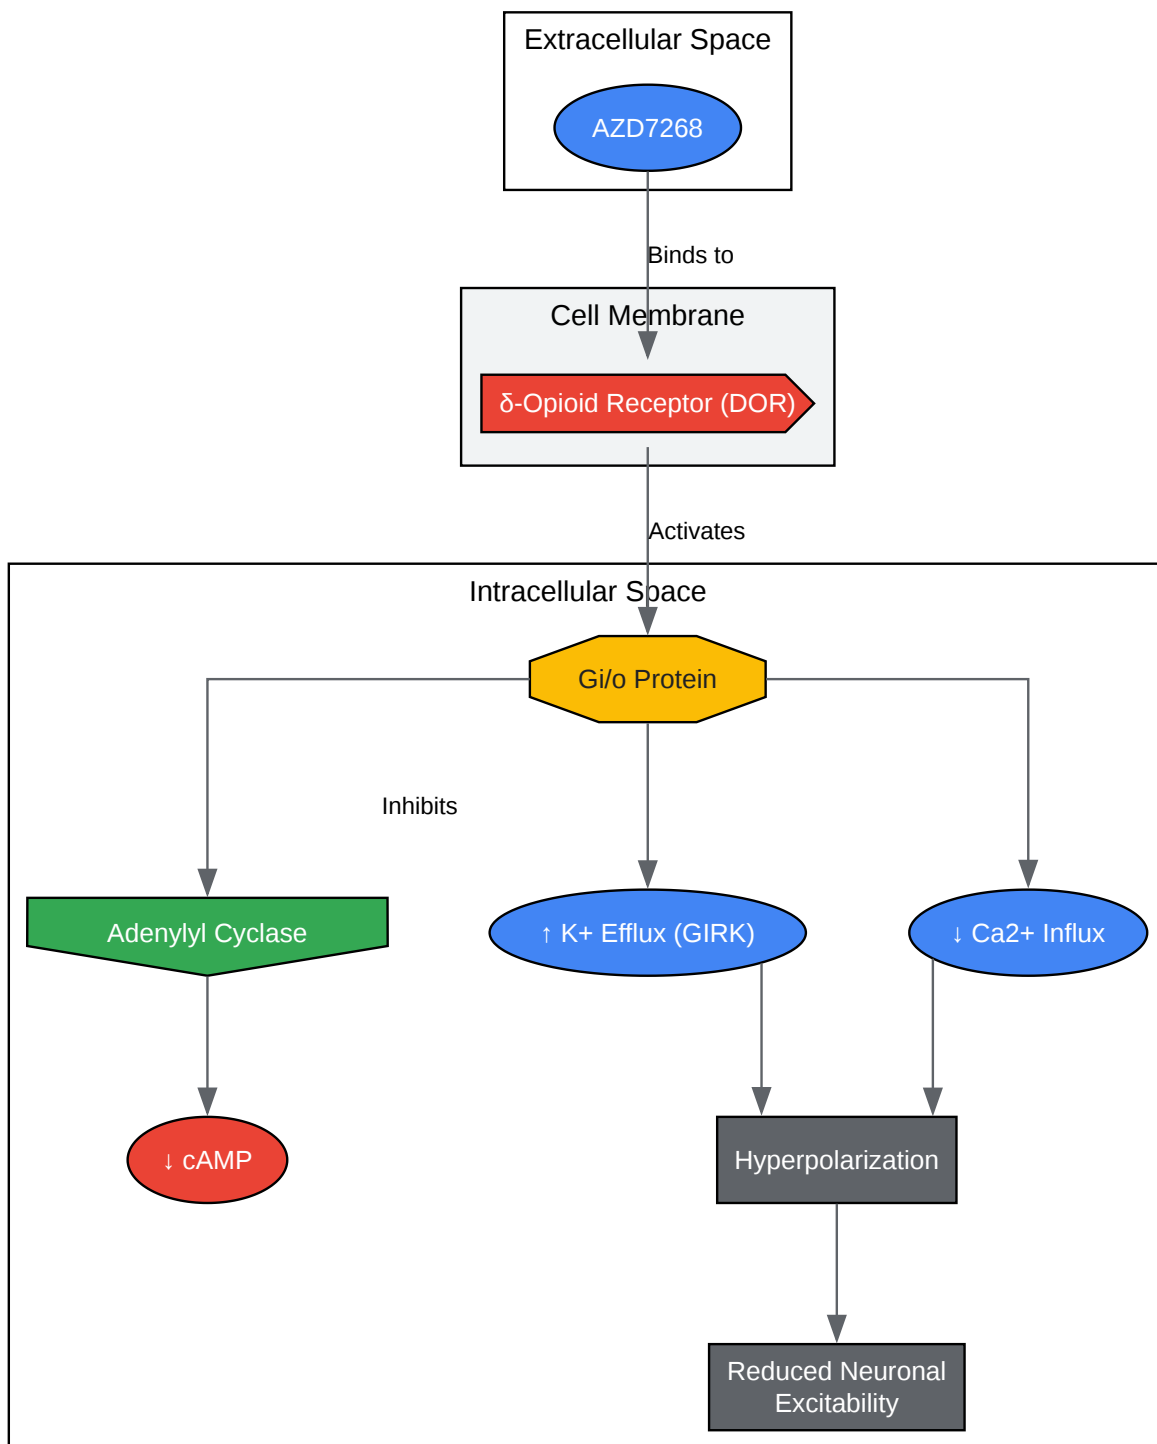 Extracellular Space
AZD7268
Binds to
Cell Membrane
δ-Opioid Receptor (DOR)
Activates
Intracellular Space
Gi/o Protein
Inhibits
Adenylyl Cyclase
↑ K+ Efflux (GIRK)
↓ Ca2+ Influx
↓ cAMP
Hyperpolarization
Reduced Neuronal
Excitability